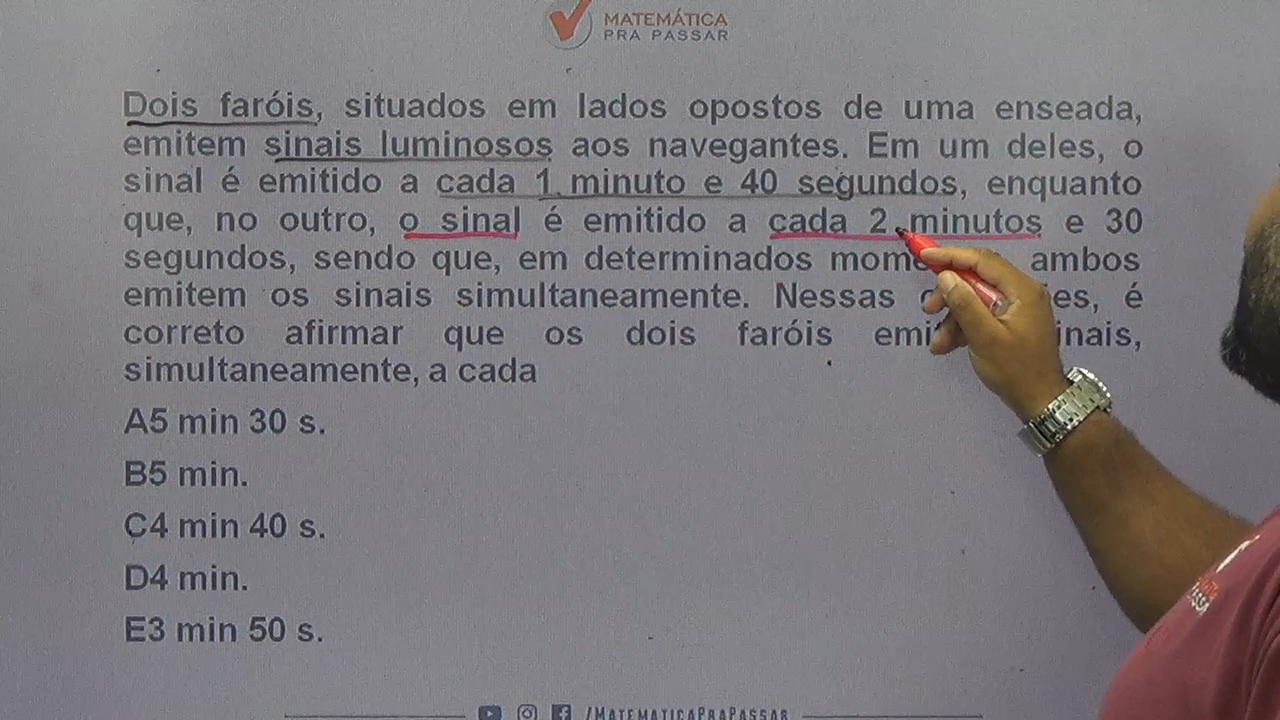 MATEMÁTICA
PRA PASSAR
Dois faróis, situados em lados opostos de uma enseada,
emitem sinais luminosos aos navegantes. Em um deles, o
sinal é emitido a cada 1 minuto e 40 segundos, enquanto
que, no outro, o sinal é emitido a cada 2 minutos e 30
segundos, sendo que, em determinados ambos
emitem os sinais simultaneamente. Nessas é
correto afirmar que os dois faróis
simultaneamente, a cada
A5 min 30 s.
B5 min.
C4 min 40 s.
D4 min.
E3 min 50 s.
/MATEMATICAPRAPASSAR